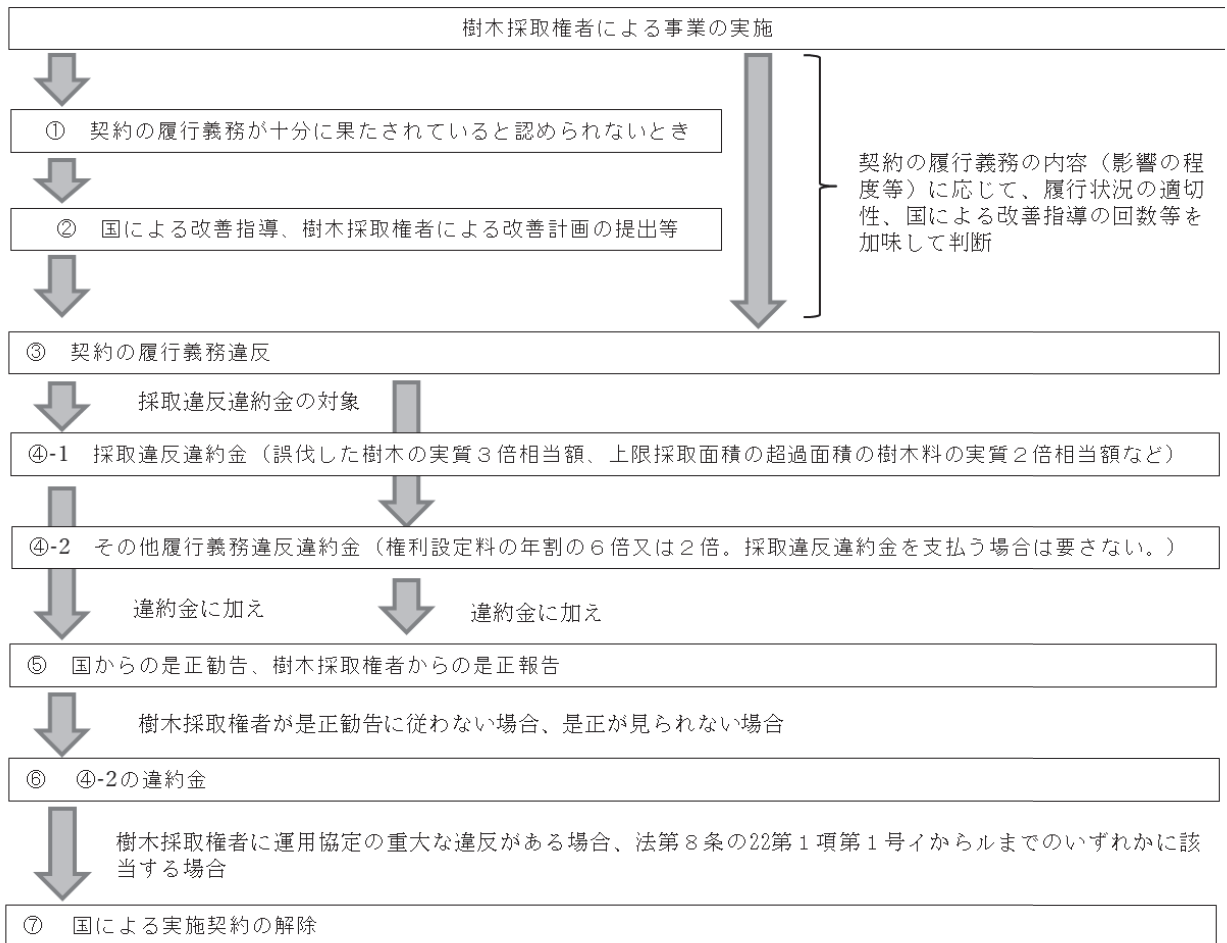 樹木採取権者による事業の実施
① 契約の履行義務が十分に果たされていると認められないとき
② 国による改善指導、樹木採取権者による改善計画の提出等
契約の履行義務の内容（影響の程
度等）に応じて、履行状況の適切
性、国による改善指導の回数等を
加味して判断
③ 契約の履行義務違反
採取違反違約金の対象
④-1 採取違反違約金（誤伐した樹木の実質３倍相当額、上限採取面積の超過面積の樹木料の実質２倍相当額など）
④-2 その他履行義務違反違約金（権利設定料の年割の６倍又は２倍。採取違反違約金を支払う場合は要さない。）
違約金に加え
違約金に加え
⑤ 国からの是正勧告、樹木採取権者からの是正報告
樹木採取権者が是正勧告に従わない場合、是正が見られない場合
⑥ ④-2の違約金
樹木採取権者に運用協定の重大な違反がある場合、法第８条の22第１項第１号イからルまでのいずれかに該
当する場合
⑦ 国による実施契約の解除